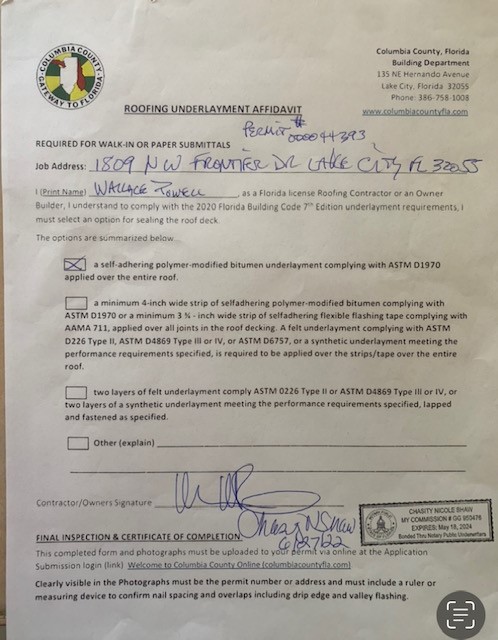 COLUMBIA COUNTY
GATEWAY TO FLORIDA
Columbia County, Florida
Building Department
135 NE Hernando Avenue
Lake City, Florida 32055
Phone: 386-758-1008
www.columbiacountyfla.com
ROOFING UNDERLAYMENT AFFIDAVIT
PERMIT # 000044393
REQUIRED FOR WALK-IN OR PAPER SUBMITTALS
Job Address: 1809 NW FRONTIER DR LAKE CITY FL 32055
I (Print Name) WALLACE, as a Florida license Roofing Contractor or an Owner
Builder, I understand to comply with the 2020 Florida Building Code 7th Edition underlayment requirements, I
must select an option for sealing the roof deck.
The options are summarized below...
X a self-adhering polymer-modified bitumen underlayment complying with ASTM D1970
applied over the entire roof.
a minimum 4-inch wide strip of selfadhering polymer-modified bitumen complying with
ASTM D1970 or a minimum 3 ¾ - inch wide strip of selfadhering flexible flashing tape complying with
AAMA 711, applied over all joints in the roof decking. A felt underlayment complying with ASTM
D226 Type II, ASTM D4869 Type III or IV, or ASTM D6757, or a synthetic underlayment meeting the
performance requirements specified, is required to be applied over the strips/tape over the entire
roof.
two layers of felt underlayment comply ASTM 0226 Type II or ASTM D4869 Type III or IV, or
two layers of synthetic underlayment meeting the performance requirements specified, lapped
and fastened as specified.
Other (explain)
Contractor/Owners Signature
Chasity N Shaw
6/27/22
CHASITY NICOLE SHAW
MY COMMISSION # GG 953476
EXPIRES: May 18, 2024
Bonded Thru Notary Public Underwriters
FINAL INSPECTION & CERTIFICATE OF COMPLETION
This completed form and photographs must be uploaded to your permit via online at the Application
Submission login (link) Welcome to Columbia County Online (columbiacountyfla.com)
Clearly visible in the Photographs must be the permit number or address and must include a ruler or
measuring device to confirm nail spacing and overlaps including drip edge and valley flashing.